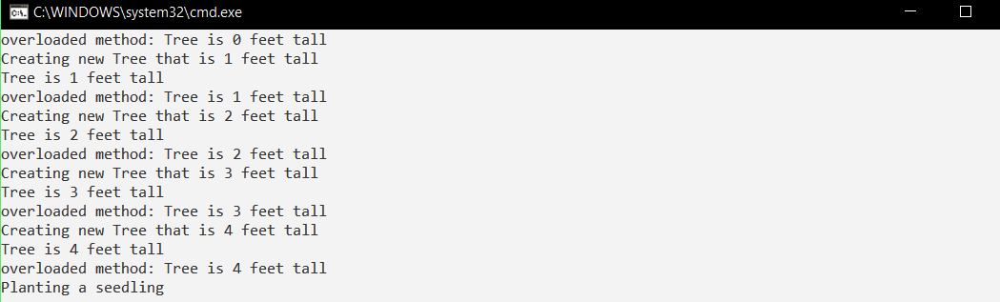 C:\WINDOWS\system32\cmd.exe
overloaded method: Tree is 0 feet tall
Creating new Tree that is 1 feet tall
Tree is 1 feet tall
overloaded method: Tree is 1 feet tall
Creating new Tree that is 2 feet tall
Tree is 2 feet tall
overloaded method: Tree is 2 feet tall
Creating new Tree that is 3 feet tall
Tree is 3 feet tall
overloaded method: Tree is 3 feet tall
Creating new Tree that is 4 feet tall
Tree is 4 feet tall
overloaded method: Tree is 4 feet tall
Planting a seedling